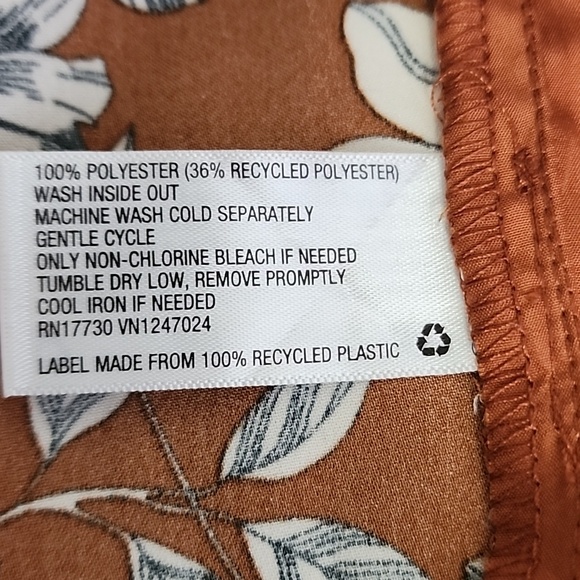 100% POLYESTER (36% RECYCLED POLYESTER)
WASH INSIDE OUT
MACHINE WASH COLD SEPARATELY
GENTLE CYCLE
ONLY NON-CHLORINE BLEACH IF NEEDED
TUMBLE DRY LOW, REMOVE PROMPTLY
COOL IRON IF NEEDED
RN17730 VN1247024
LABEL MADE FROM 100% RECYCLED PLASTIC